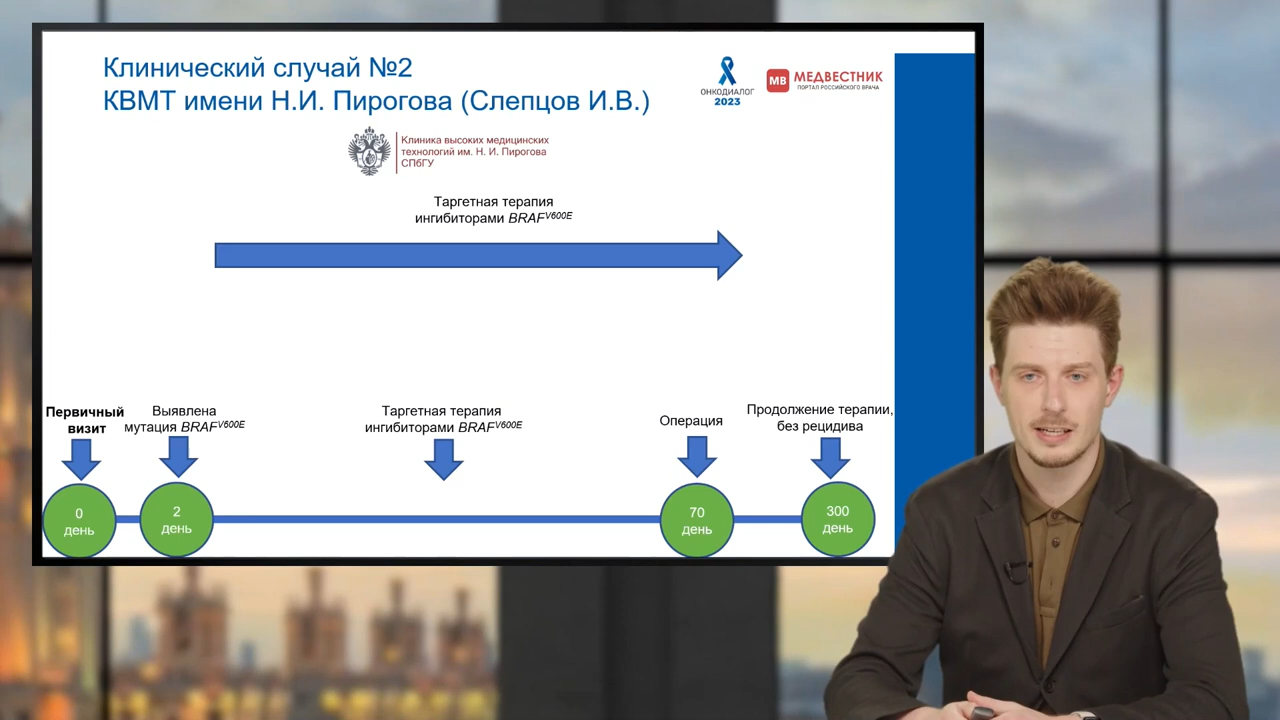 Клинический случай №2
КВМТ имени Н.И. Пирогова (Слепцов И.В.)
ОНКОДИАЛОГ
2023
МВ МЕДВЕСТНИК
ПОРТАЛ РОССИЙСКОГО ВРАЧА
Клиника высоких медицинских
технологий им. Н. И. Пирогова
СПбГУ
Таргетная терапия
ингибиторами BRAFV600E
Первичный
визит
Выявлена
мутация BRAFV600E
Таргетная терапия
ингибиторами BRAFV600E
Операция
Продолжение терапии,
без рецидива
0
день
2
день
70
день
300
день